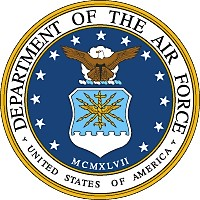 DEPARTMENT OF THE AIR FORCE
MCMXLVII
UNITED STATES OF AMERICA